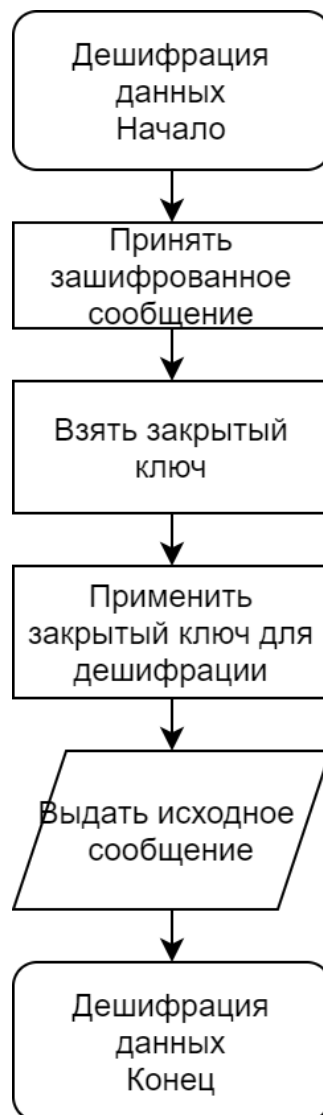 Дешифрация
данных
Начало
Принять
зашифрованное
сообщение
Взять закрытый
ключ
Применить
закрытый ключ для
дешифрации
Выдать исходное
сообщение
Дешифрация
данных
Конец